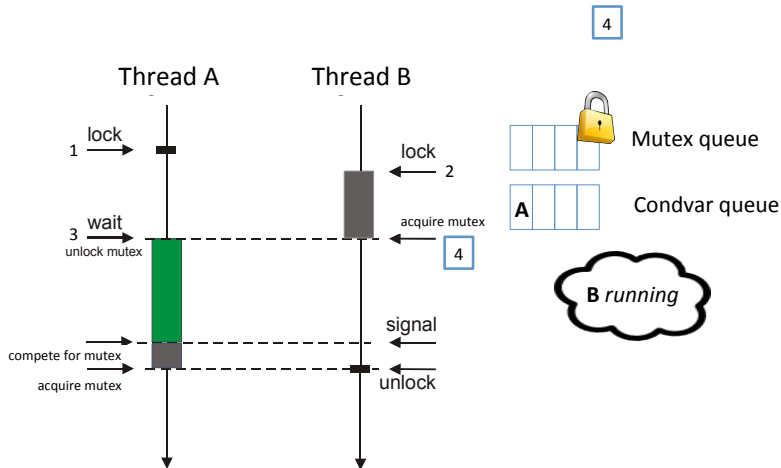 4
Thread A
Thread B
lock
1
lock
2
Mutex queue
A
Condvar queue
wait
3
unlock mutex
acquire mutex
4
B running
signal
compete for mutex
acquire mutex
unlock